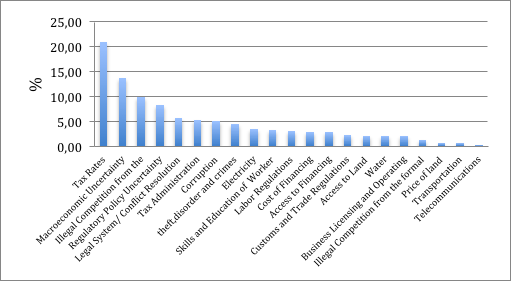 25,00
20,00
15,00
10,00
5,00
0,00
%
Tax Rates
Macroeconomic Uncertainty
Illegal Competition from the
Regulatory Policy Uncertainty
Legal System/ Conflict Resolution
Tax Administration
Corruption
theft,disorder and crimes
Electricity
Skills and Education of Worker
Labor Regulations
Cost of Financing
Access to Financing
Customs and Trade Regulations
Access to Land
Water
Business Licensing and Operating
Illegal Competition from the formal
Price of land
Transportation
Telecommunications